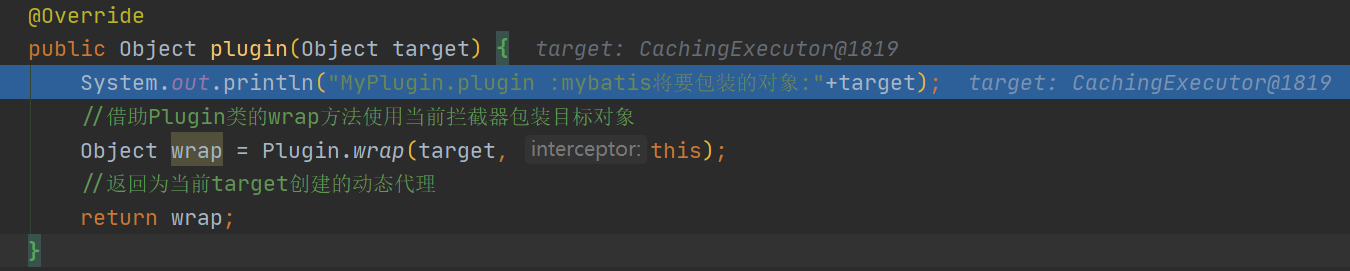 @Override
public Object plugin(Object target) { target: CachingExecutor@1819
System.out.println("MyPlugin.plugin :mybatis将要包装的对象:"+target); target: CachingExecutor@1819
//借助Plugin类的wrap方法使用当前拦截器包装目标对象
Object wrap = Plugin.wrap(target, interceptor: this);
//返回为当前target创建的动态代理
return wrap;
}